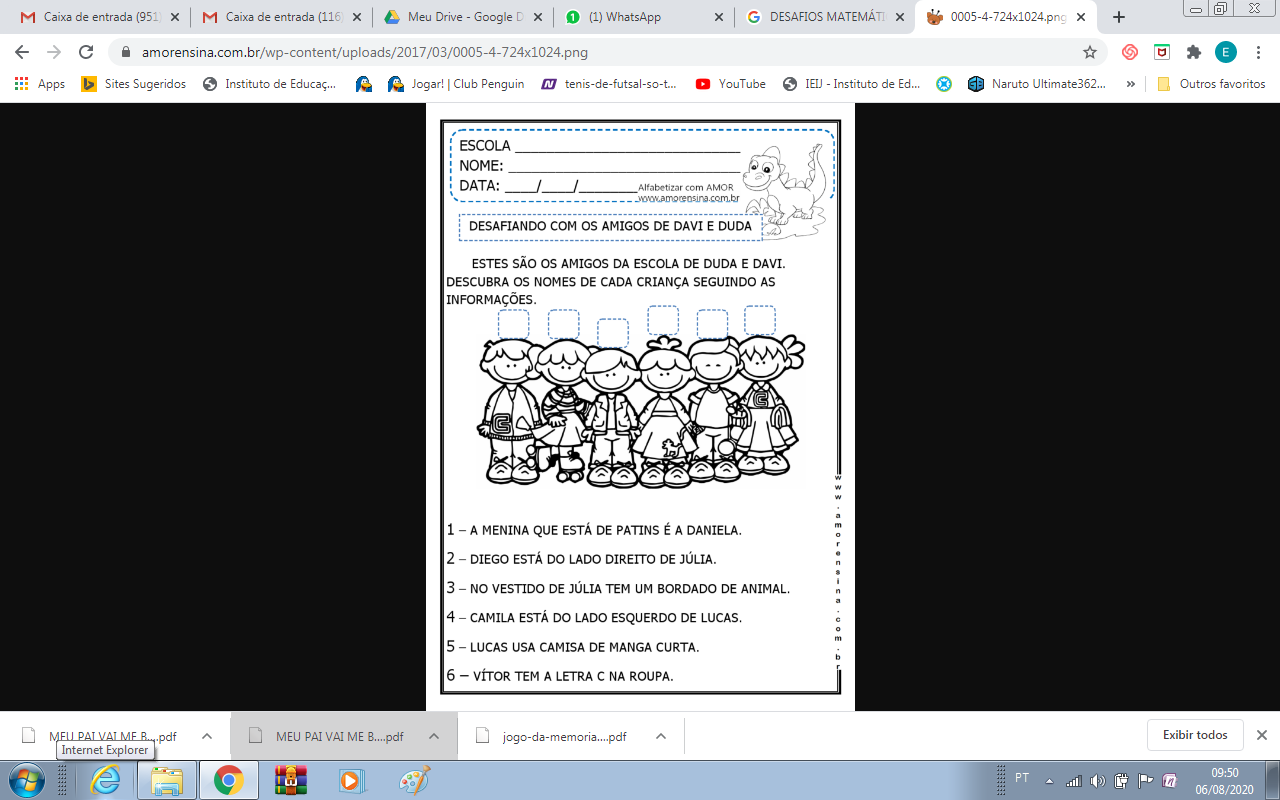 Caixa de entrada (951)
Caixa de entrada (116)
Meu Drive - Google D
(1) WhatsApp
DESAFIOS MATEMÁTI
0005-4-724x1024.png
amorensina.com.br/wp-content/uploads/2017/03/0005-4-724x1024.png
E
Apps
Sites Sugeridos
Instituto de Educaç...
Jogar! | Club Penguin
tenis-de-futsal-so-t...
YouTube
IEIJ - Instituto de Ed...
Naruto Ultimate362...
»
Outros favoritos
ESCOLA ____________________________
NOME: ____________________________
DATA: ____/____/_______
Alfabetizar com AMOR
www.amorensina.com.br
DESAFIANDO COM OS AMIGOS DE DAVI E DUDA
ESTES SÃO OS AMIGOS DA ESCOLA DE DUDA E DAVI.
DESCUBRA OS NOMES DE CADA CRIANÇA SEGUINDO AS
INFORMAÇÕES.
C
C
1 – A MENINA QUE ESTÁ DE PATINS É A DANIELA.
2 – DIEGO ESTÁ DO LADO DIREITO DE JÚLIA.
3 – NO VESTIDO DE JÚLIA TEM UM BORDADO DE ANIMAL.
4 – CAMILA ESTÁ DO LADO ESQUERDO DE LUCAS.
5 – LUCAS USA CAMISA DE MANGA CURTA.
6 – VÍTOR TEM A LETRA C NA ROUPA.
www.amorensina.com.br
MEU PAI VAI ME B....pdf
MEU PAI VAI ME B....pdf
jogo-da-memoria....pdf
Exibir todos
Internet Explorer
PT
09:50
06/08/2020